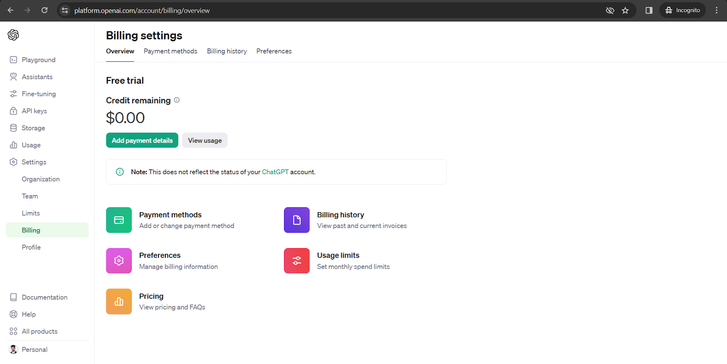 platform.openai.com/account/billing/overview
Incognito
Playground
Assistants
Fine-tuning
API keys
Storage
Usage
Settings
Organization
Team
Limits
Billing
Profile
Documentation
Help
All products
Personal
Billing settings
Overview Payment methods Billing history Preferences
Free trial
Credit remaining
$0.00
Add payment details View usage
Note: This does not reflect the status of your ChatGPT account.
Payment methods
Add or change payment method
Billing history
View past and current invoices
Preferences
Manage billing information
Usage limits
Set monthly spend limits
Pricing
View pricing and FAQs